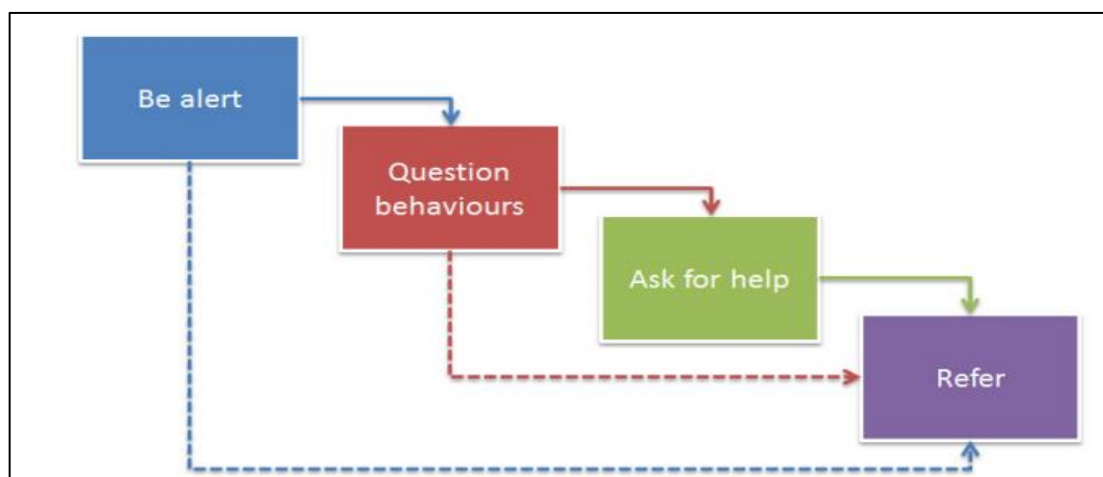 Be alert
Question
behaviours
Ask for help
Refer